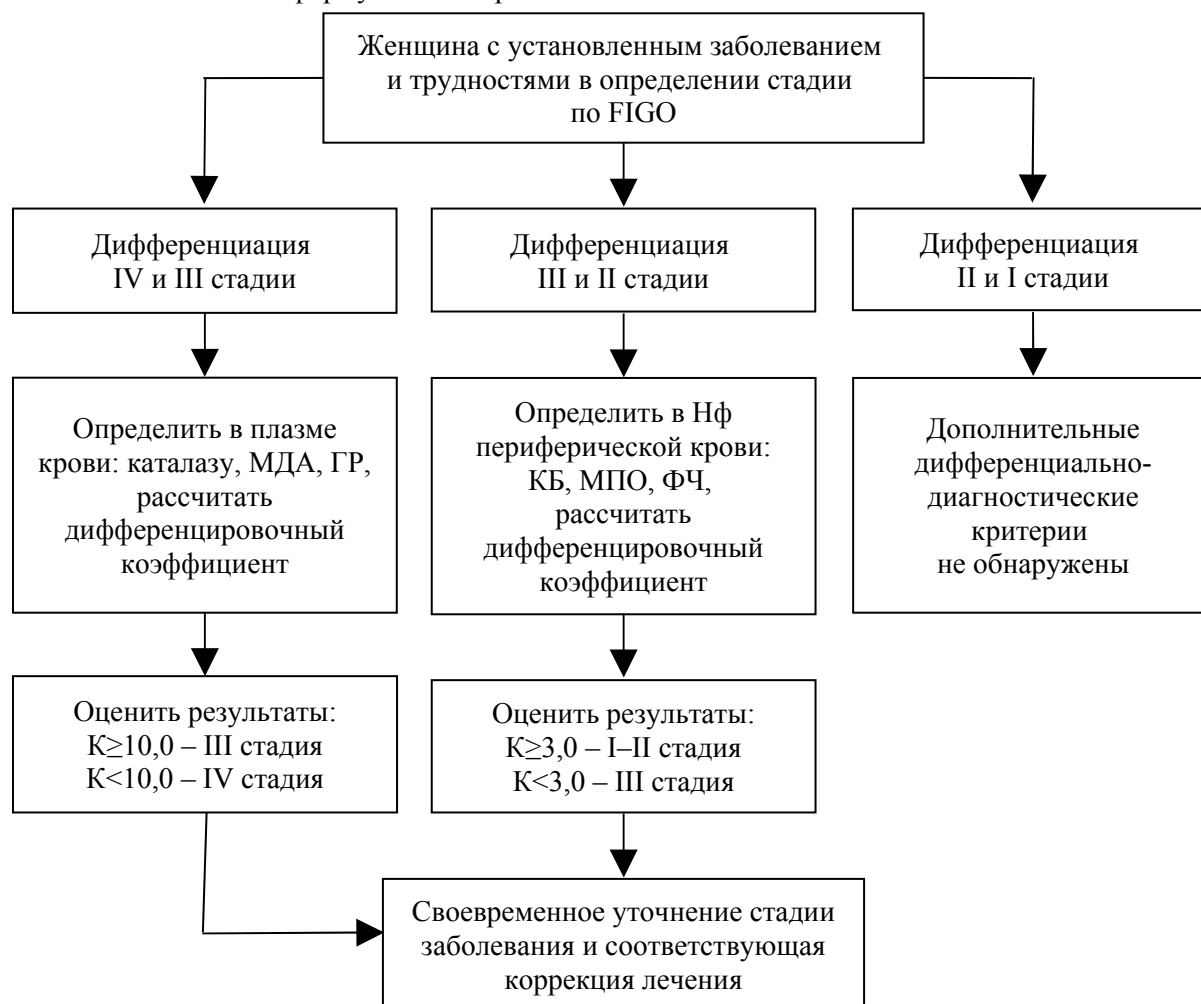 Женщина с установленным заболеванием
и трудностями в определении стадии
по FIGO
Дифференциация
IV и III стадии
Дифференциация
III и II стадии
Дифференциация
II и I стадии
Определить в плазме
крови: каталазу, МДА, ГР,
рассчитать
дифференцировочный
коэффициент
Определить в Нф
периферической крови:
КБ, МПО, ФЧ,
рассчитать
дифференцировочный
коэффициент
Дополнительные
дифференциально-
диагностические
критерии
не обнаружены
Оценить результаты:
К≥10,0 – III стадия
К<10,0 – IV стадия
Оценить результаты:
К≥3,0 – I–II стадия
К<3,0 – III стадия
Своевременное уточнение стадии
заболевания и соответствующая
коррекция лечения